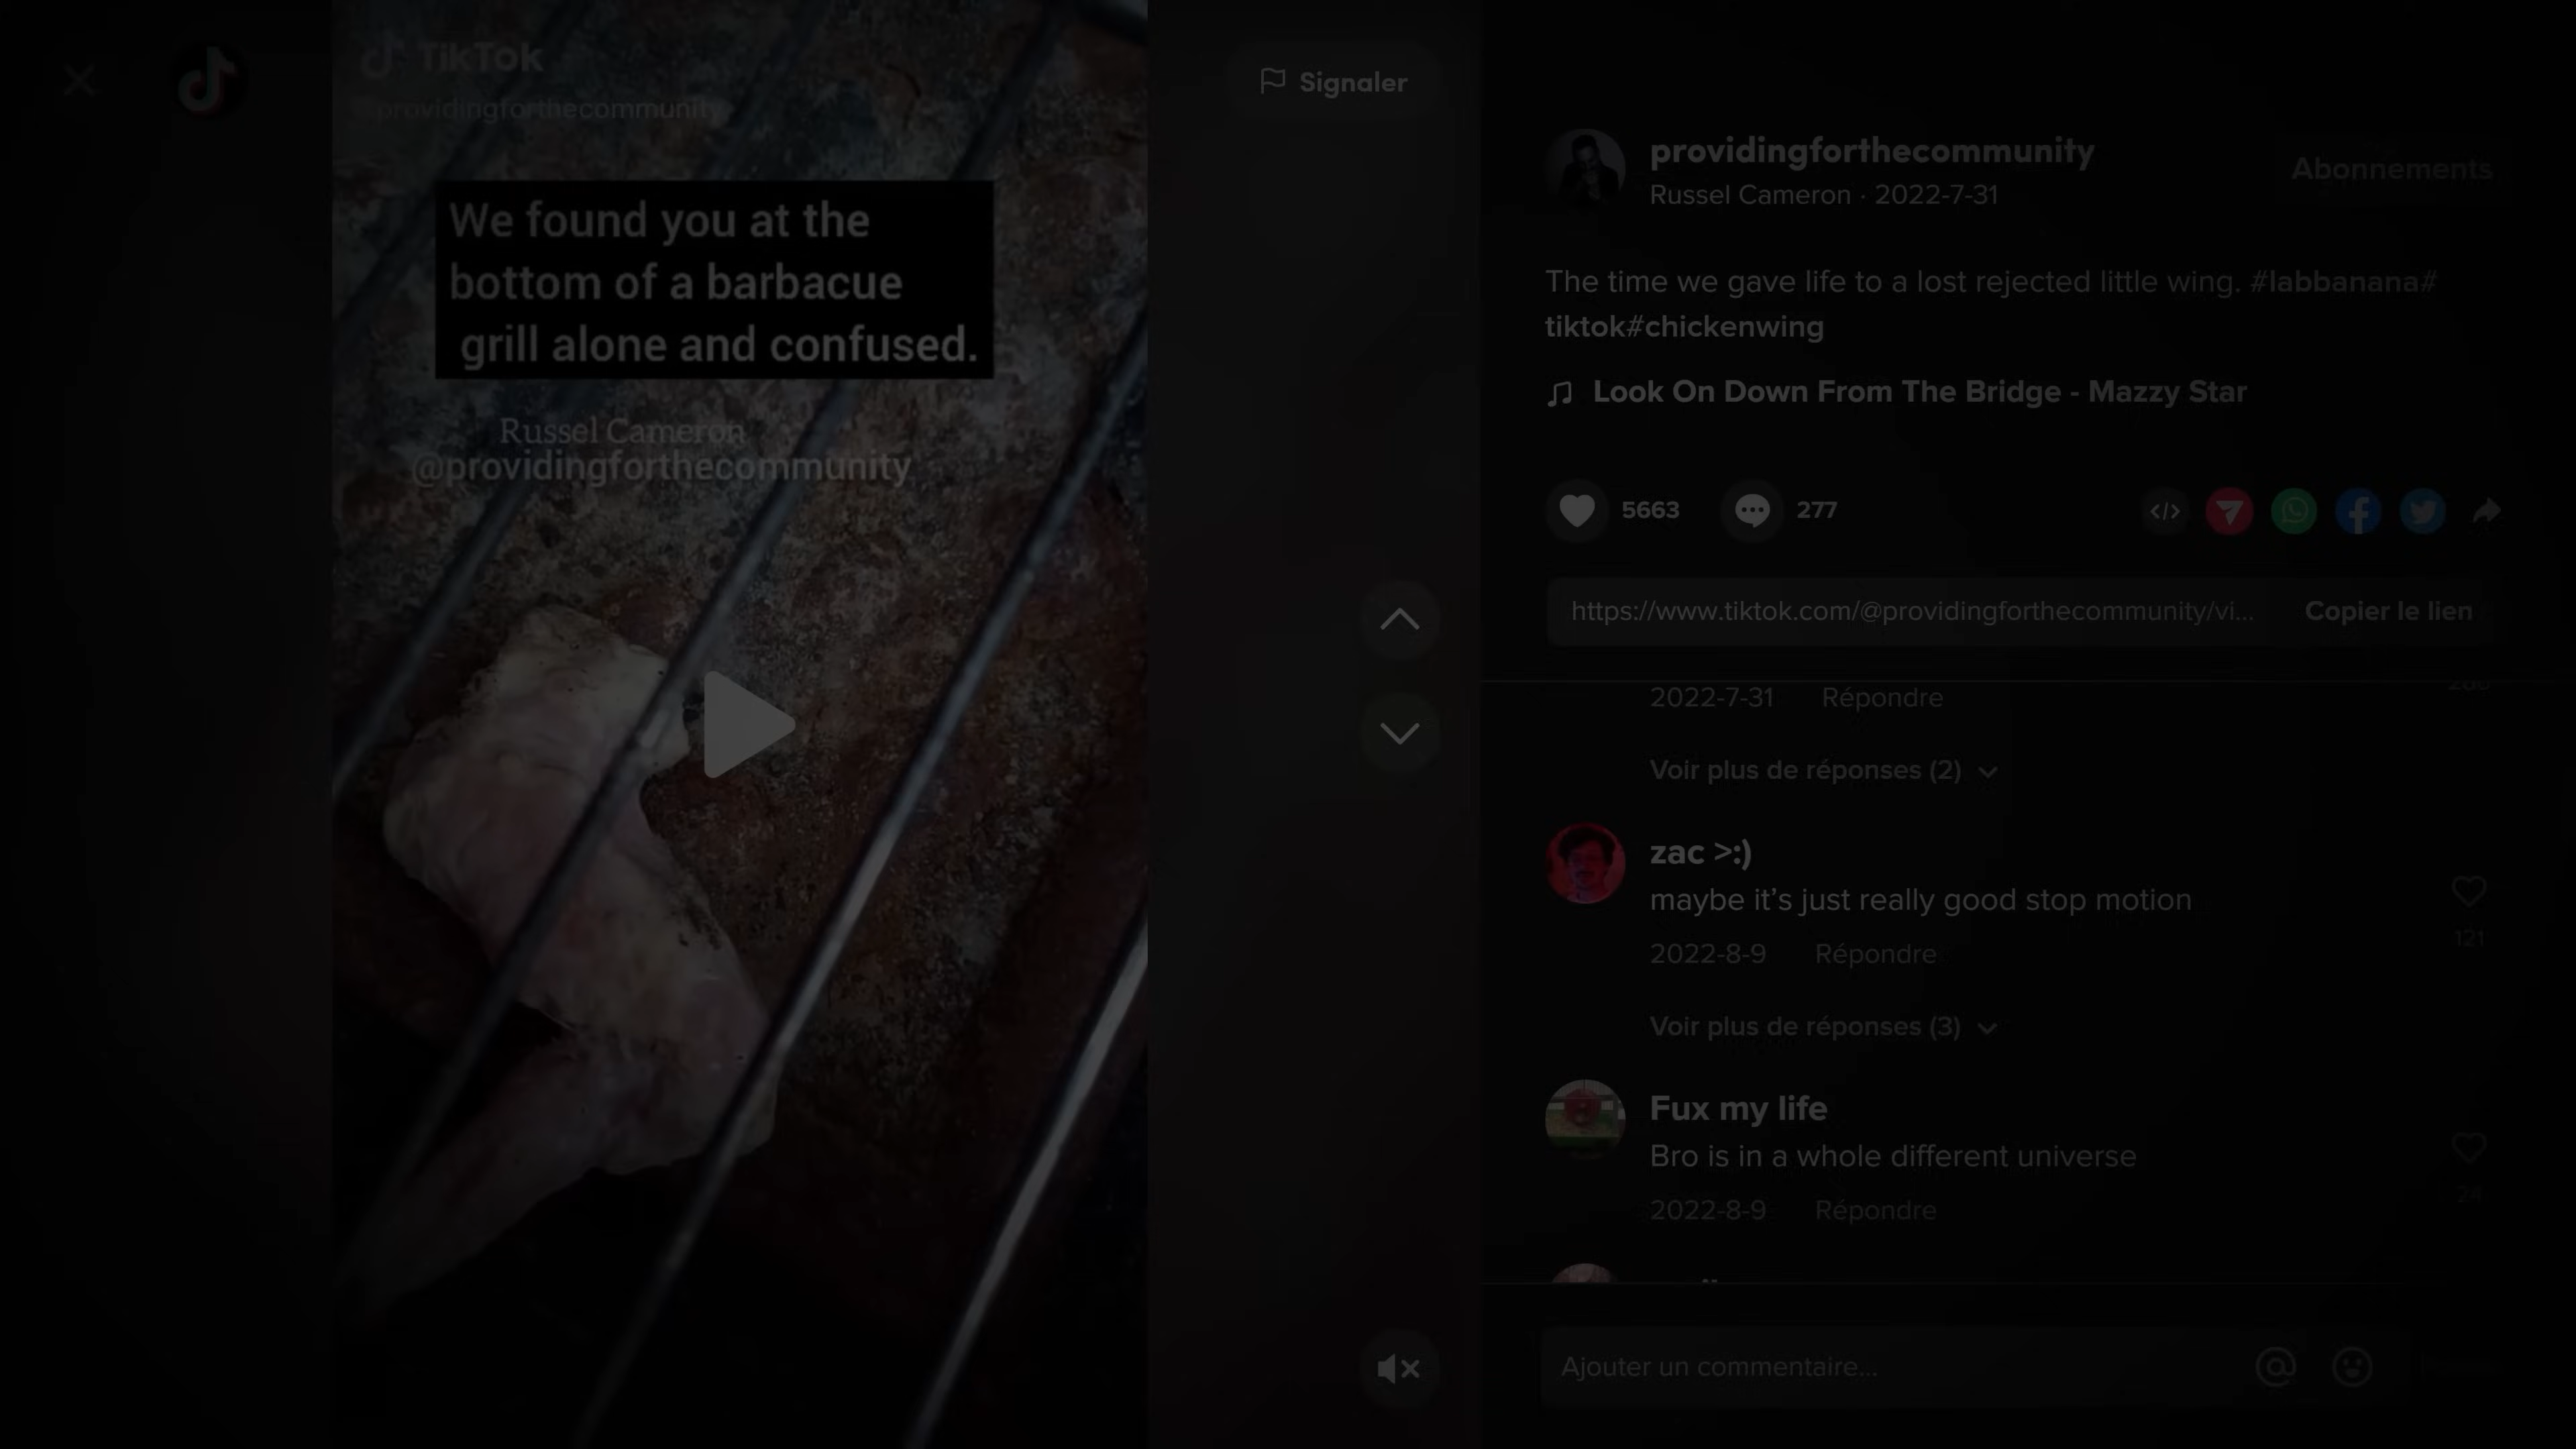 TikTok
@providingforthecommunity
We found you at the
bottom of a barbacue
grill alone and confused.
Russel Cameron
@providingforthecommunity
Signaler
providingforthecommunity
Russel Cameron · 2022-7-31
Abonnements
The time we gave life to a lost rejected little wing. #labbanana#
tiktok#chickenwing
Look On Down From The Bridge - Mazzy Star
5663
277
https://www.tiktok.com/@providingforthecommunity/vi...
Copier le lien
2022-7-31 Répondre
Voir plus de réponses (2)
zac >:)
maybe it’s just really good stop motion
121
2022-8-9 Répondre
Voir plus de réponses (3)
Fux my life
Bro is in a whole different universe
24
2022-8-9 Répondre
Ajouter un commentaire...